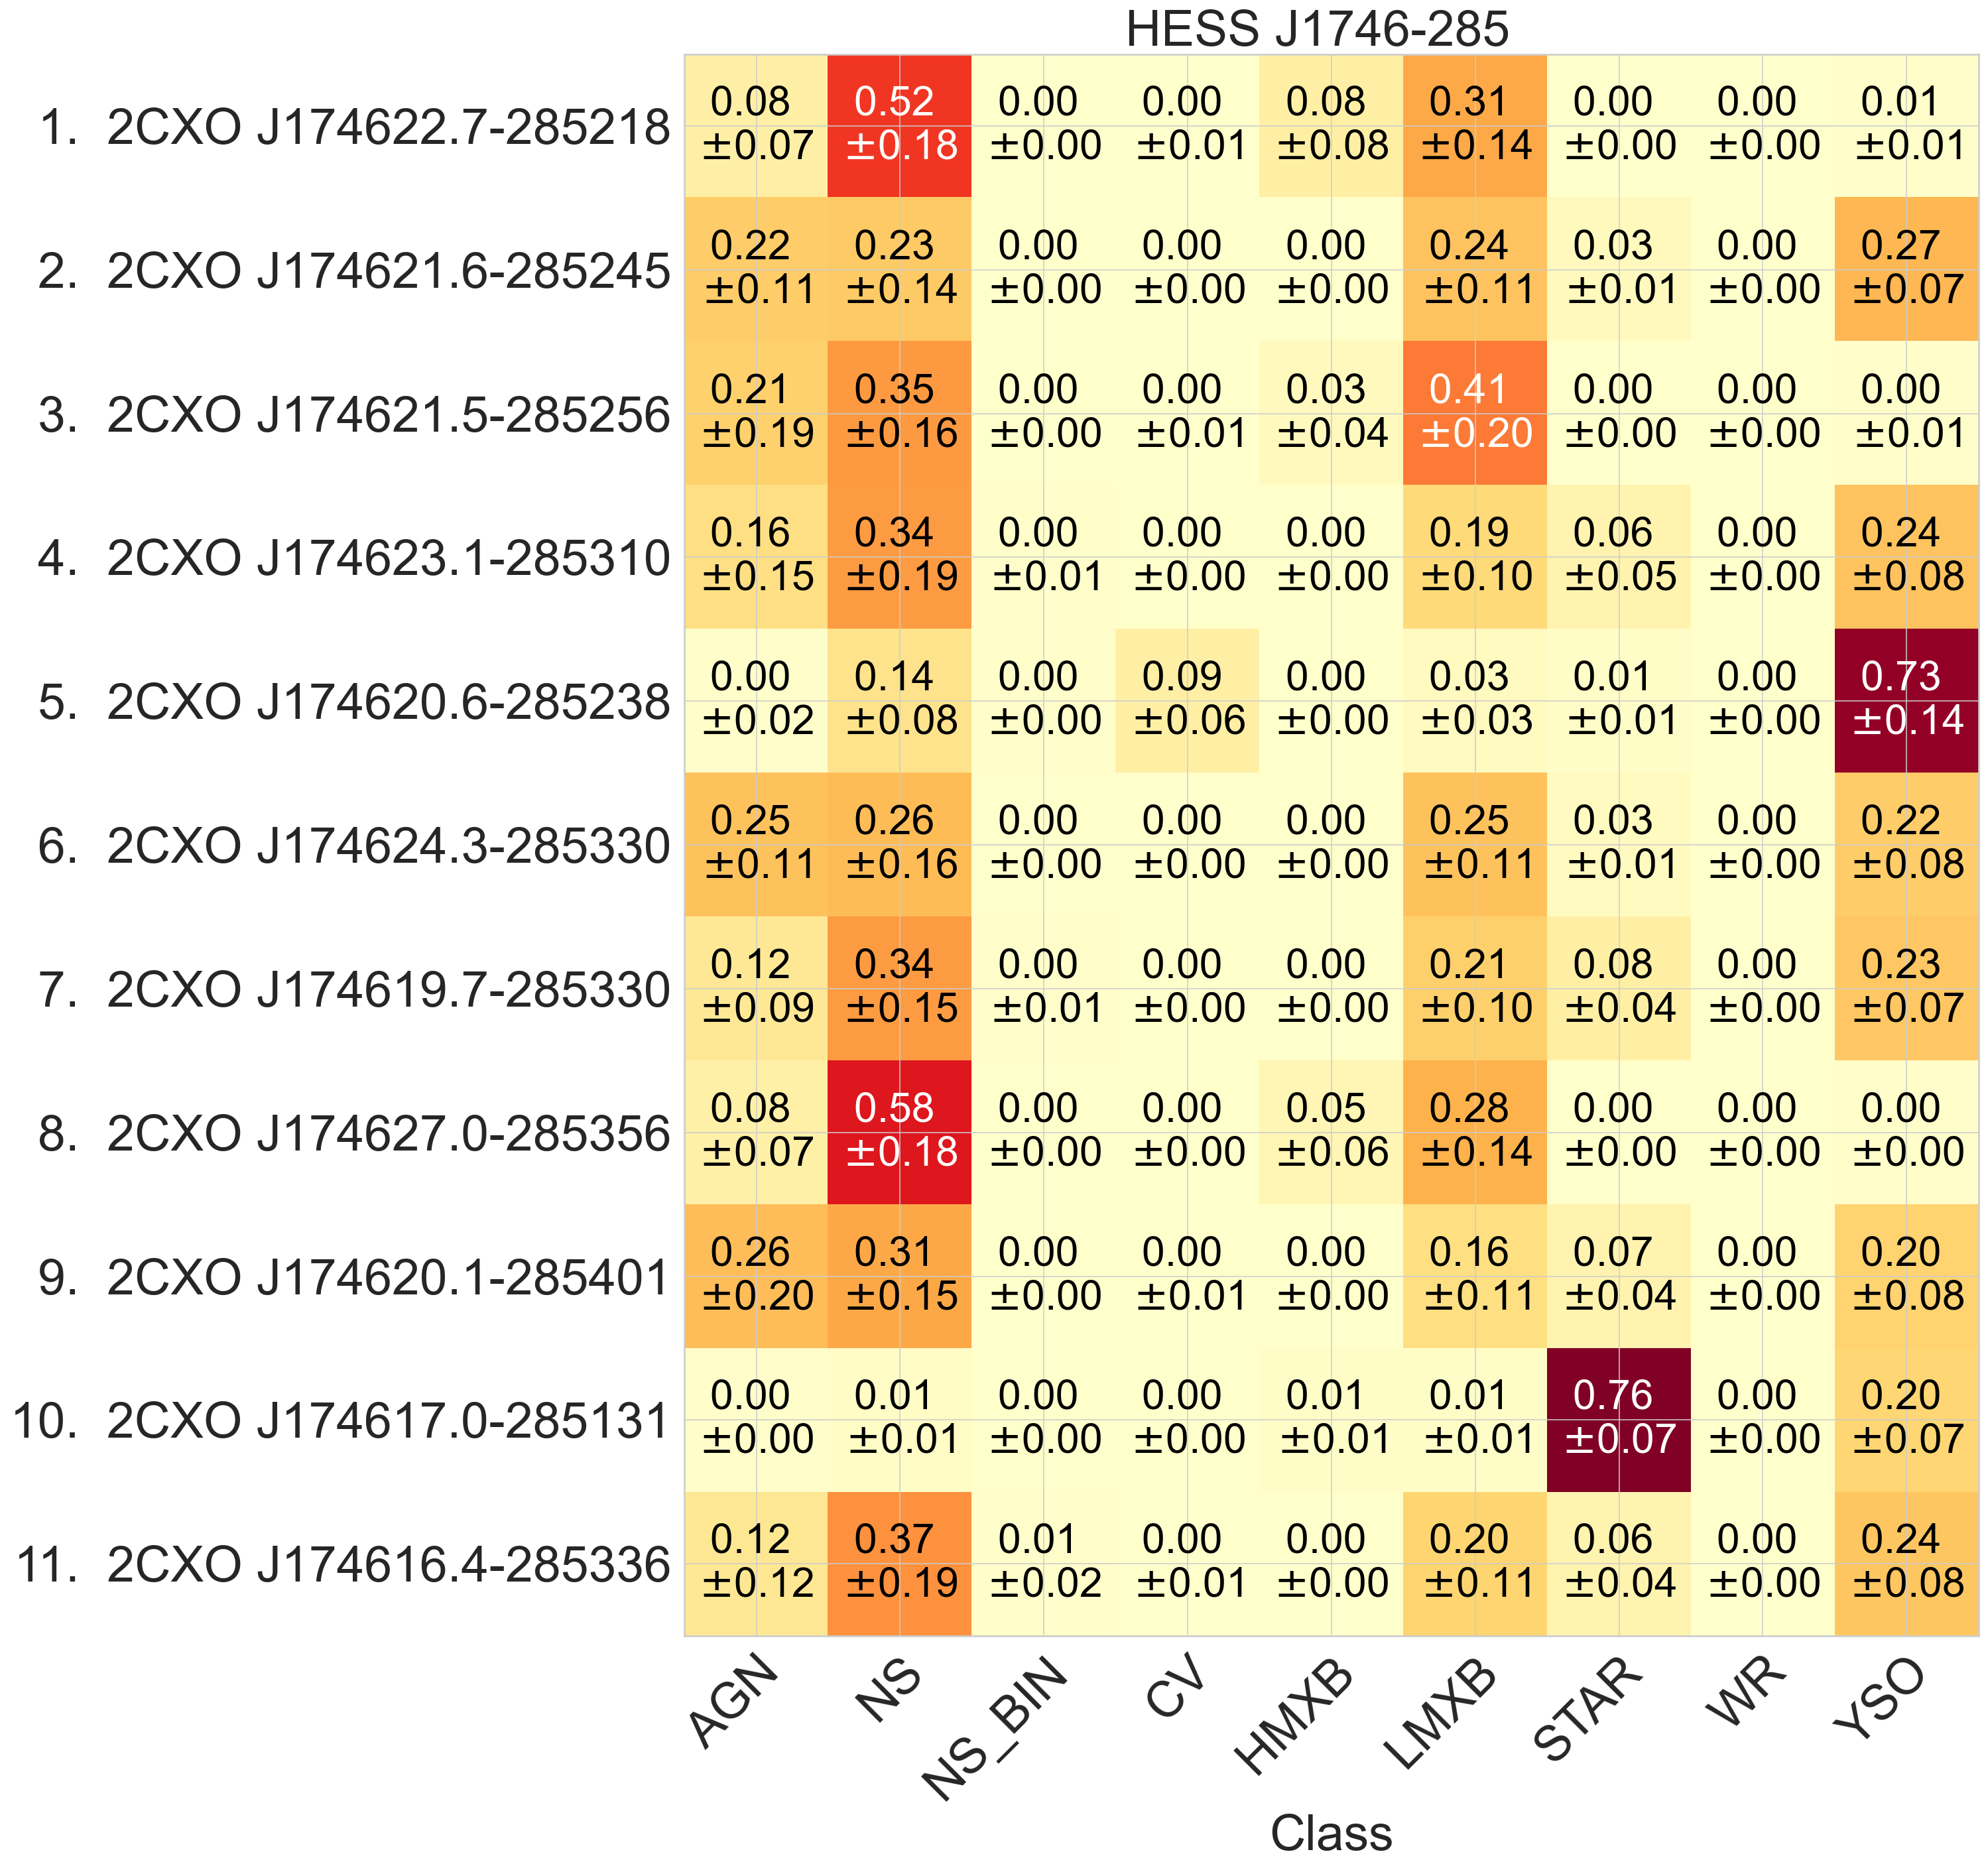 HESS J1746-285
1. 2CXO J174622.7-285218 0.08 0.52 0.00 0.00 0.08 0.31 0.00 0.00 0.01
±0.07 ±0.18 ±0.00 ±0.01 ±0.08 ±0.14 ±0.00 ±0.00 ±0.01
2. 2CXO J174621.6-285245 0.22 0.23 0.00 0.00 0.00 0.24 0.03 0.00 0.27
±0.11 ±0.14 ±0.00 ±0.00 ±0.00 ±0.11 ±0.01 ±0.00 ±0.07
3. 2CXO J174621.5-285256 0.21 0.35 0.00 0.00 0.03 0.41 0.00 0.00 0.00
±0.19 ±0.16 ±0.00 ±0.01 ±0.04 ±0.20 ±0.00 ±0.00 ±0.01
4. 2CXO J174623.1-285310 0.16 0.34 0.00 0.00 0.00 0.19 0.06 0.00 0.24
±0.15 ±0.19 ±0.01 ±0.00 ±0.00 ±0.10 ±0.05 ±0.00 ±0.08
5. 2CXO J174620.6-285238 0.00 0.14 0.00 0.09 0.00 0.03 0.01 0.00 0.73
±0.02 ±0.08 ±0.00 ±0.06 ±0.00 ±0.03 ±0.01 ±0.00 ±0.14
6. 2CXO J174624.3-285330 0.25 0.26 0.00 0.00 0.00 0.25 0.03 0.00 0.22
±0.11 ±0.16 ±0.00 ±0.00 ±0.00 ±0.11 ±0.01 ±0.00 ±0.08
7. 2CXO J174619.7-285330 0.12 0.34 0.00 0.00 0.00 0.21 0.08 0.00 0.23
±0.09 ±0.15 ±0.01 ±0.00 ±0.00 ±0.10 ±0.04 ±0.00 ±0.07
8. 2CXO J174627.0-285356 0.08 0.58 0.00 0.00 0.05 0.28 0.00 0.00 0.00
±0.07 ±0.18 ±0.00 ±0.00 ±0.06 ±0.14 ±0.00 ±0.00 ±0.00
9. 2CXO J174620.1-285401 0.26 0.31 0.00 0.00 0.00 0.16 0.07 0.00 0.20
±0.20 ±0.15 ±0.00 ±0.01 ±0.00 ±0.11 ±0.04 ±0.00 ±0.08
10. 2CXO J174617.0-285131 0.00 0.01 0.00 0.00 0.01 0.01 0.76 0.00 0.20
±0.00 ±0.01 ±0.00 ±0.00 ±0.01 ±0.01 ±0.07 ±0.00 ±0.07
11. 2CXO J174616.4-285336 0.12 0.37 0.01 0.00 0.00 0.20 0.06 0.00 0.24
±0.12 ±0.19 ±0.02 ±0.01 ±0.00 ±0.11 ±0.04 ±0.00 ±0.08
AGN NS NS_BIN CV HMXB LMXB STAR WR YSO
Class